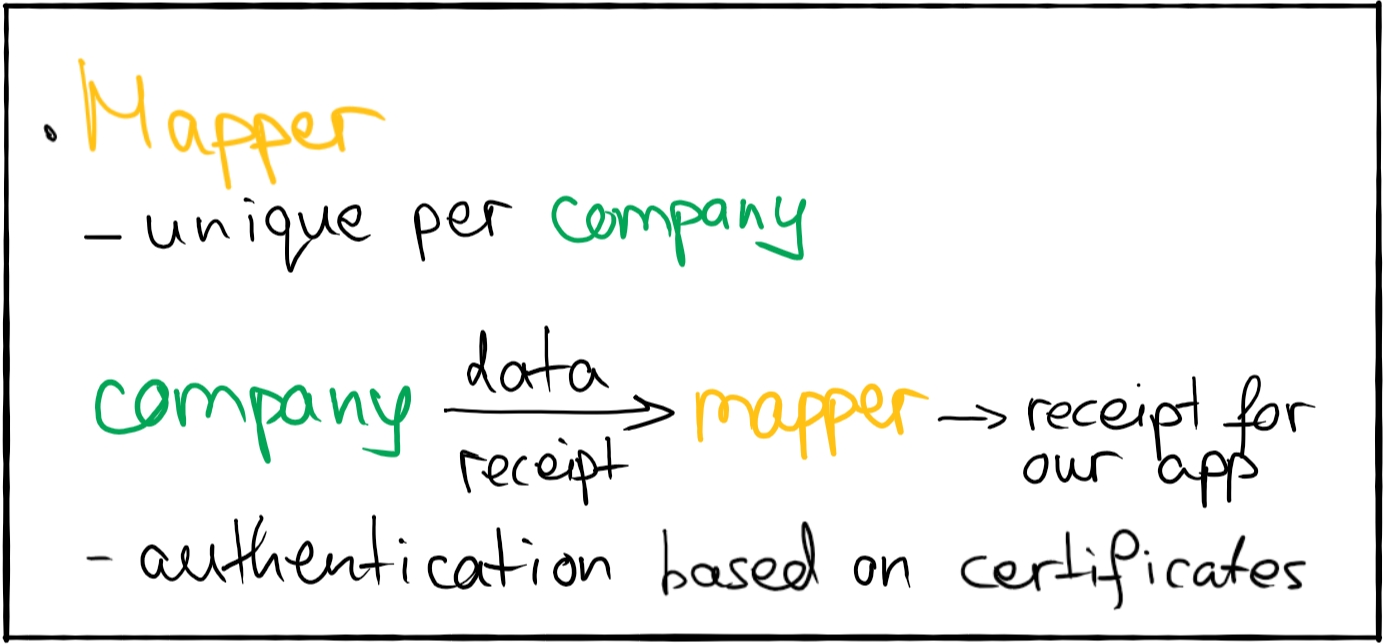 · Mapper
- unique per company
data
company → mapper → receipt for
receipt our app
- authentication based on certificates